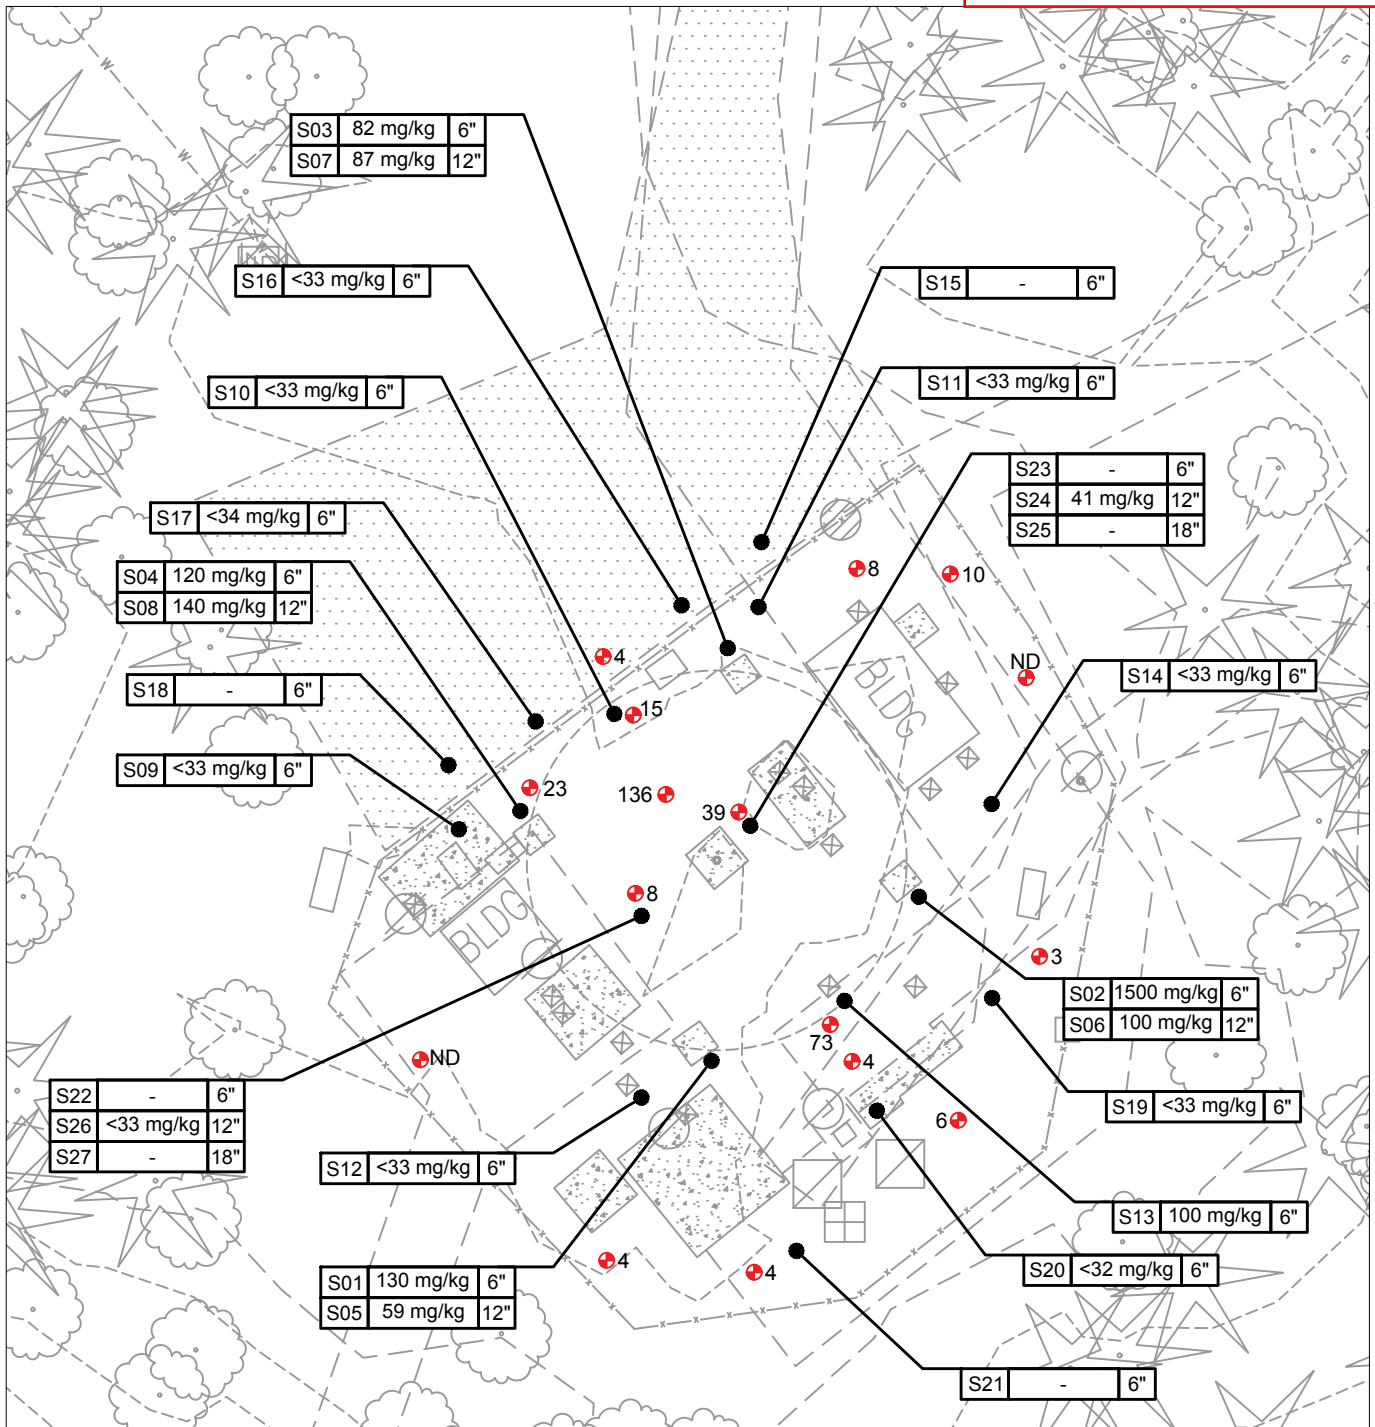 S03 82 mg/kg 6"
S07 87 mg/kg 12"
S16 <33 mg/kg 6"
S15 - 6"
S10 <33 mg/kg 6"
S11 <33 mg/kg 6"
S23 - 6"
S24 41 mg/kg 12"
S25 - 18"
S17 <34 mg/kg 6"
S04 120 mg/kg 6"
S08 140 mg/kg 12"
8
10
4
ND
S14 <33 mg/kg 6"
S18 - 6"
BLDG
15
S09 <33 mg/kg 6"
23
136
39
8
BLDG
3
S02 1500 mg/kg 6"
S06 100 mg/kg 12"
73
ND
4
S22 - 6"
S26 <33 mg/kg 12"
S27 - 18"
S19 <33 mg/kg 6"
6
S12 <33 mg/kg 6"
S13 100 mg/kg 6"
4
4
S20 <32 mg/kg 6"
S01 130 mg/kg 6"
S05 59 mg/kg 12"
S21 - 6"